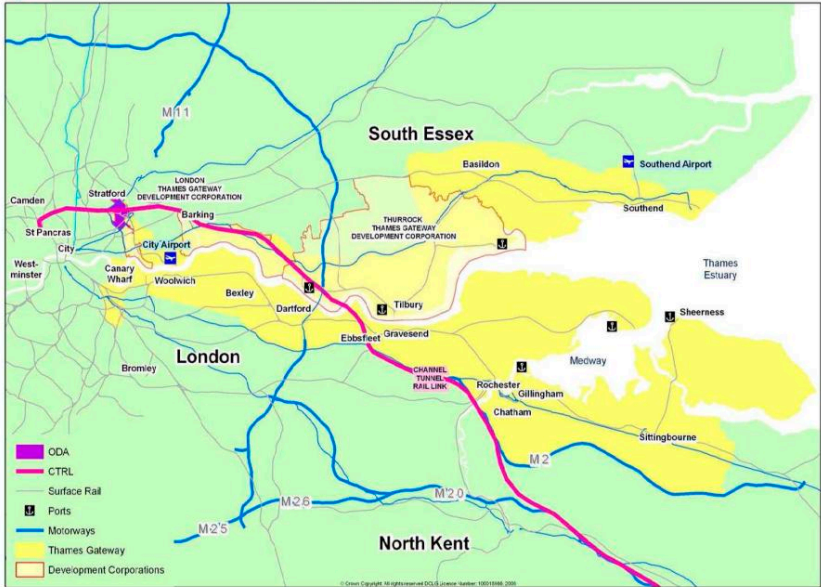 M11
South Essex
Southend Airport
Basildon
LONDON
THAMES GATEWAY
DEVELOPMENT CORPORATION
Stratford
Camden
Barking
Southend
THURROCK
THAMES GATEWAY
DEVELOPMENT CORPORATION
St Pancras
City
City Airport
West-
minster
Canary
Wharf
Woolwich
Thames
Estuary
Bexley
Dartford
Tilbury
Sheerness
Ebbsfleet
Gravesend
London
Medway
Bromley
CHANNEL
TUNNEL
RAIL LINK
Rochester
Gillingham
Chatham
Sittingbourne
M2
M20
M26
M25
North Kent
ODA
CTRL
Surface Rail
Ports
Motorways
Thames Gateway
Development Corporations